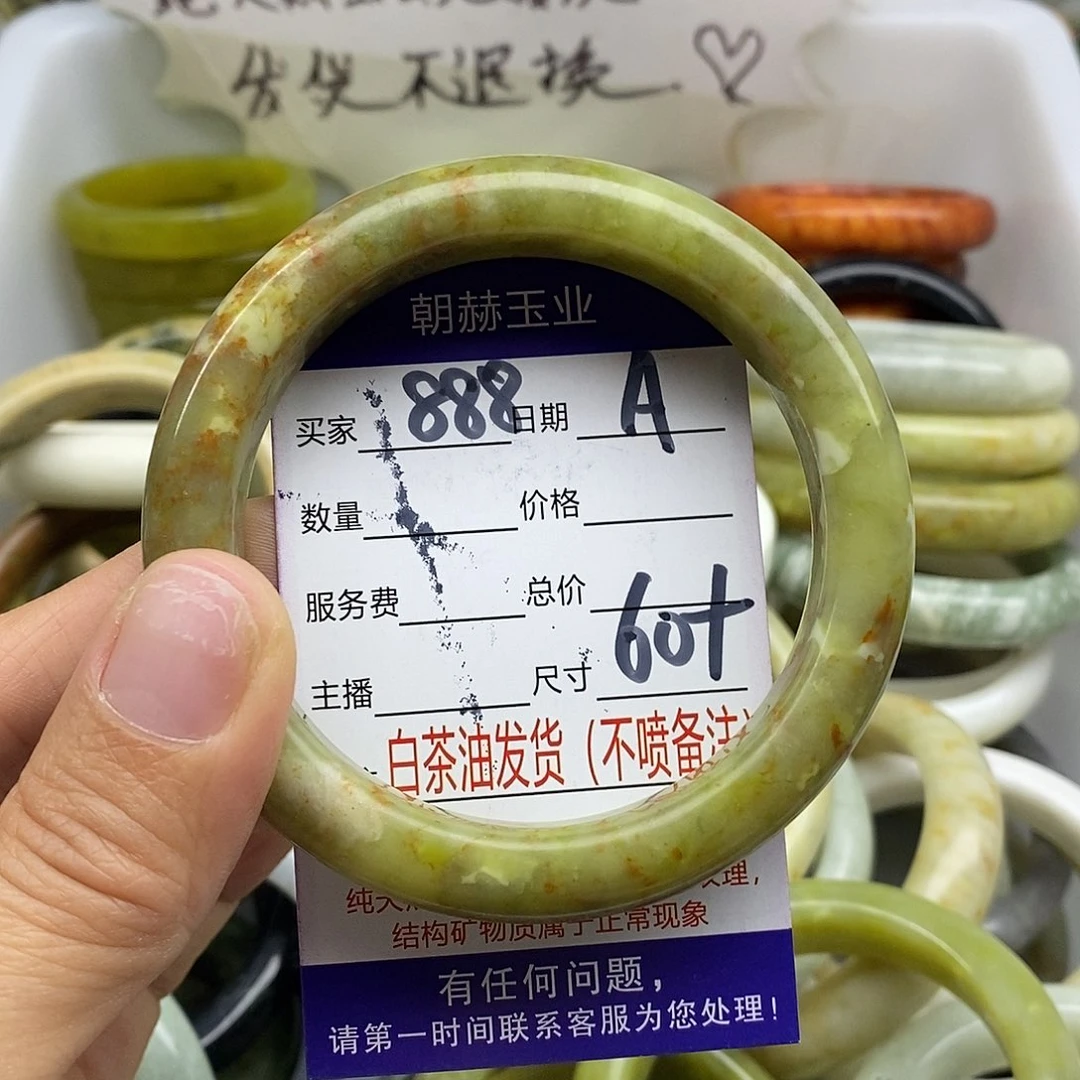 发货不退换
朝赫玉业
买家 888 日期 A
数量 价格
服务费 总价
主播 尺寸 60+
白茶油发货（不喷备注
纯天 理，
结构矿物质属于正常现象
有任何问题，
请第一时间联系客服为您处理！